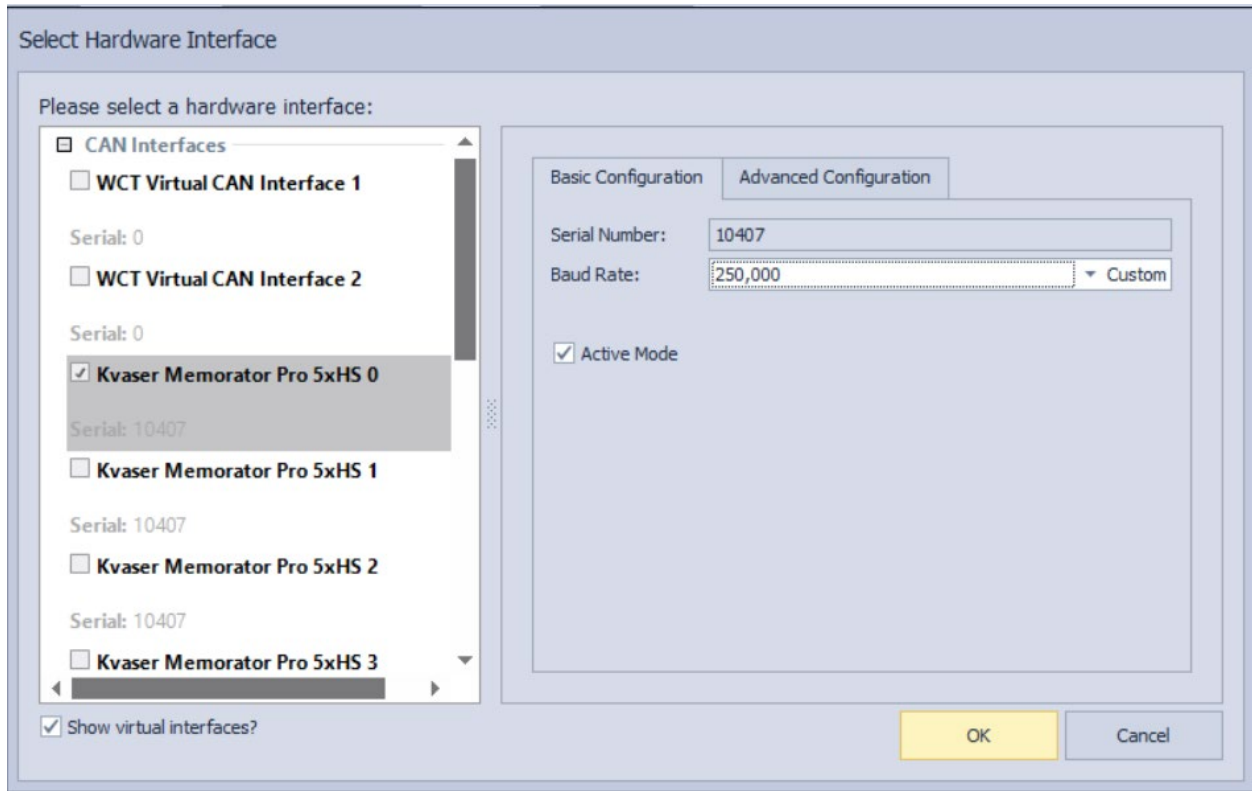 Select Hardware Interface
Please select a hardware interface:
CAN Interfaces
WCT Virtual CAN Interface 1
Serial: 0
WCT Virtual CAN Interface 2
Serial: 0
Kvaser Memorator Pro 5xHS 0
Serial: 10407
Kvaser Memorator Pro 5xHS 1
Serial: 10407
Kvaser Memorator Pro 5xHS 2
Serial: 10407
Kvaser Memorator Pro 5xHS 3
Show virtual interfaces?
Basic Configuration Advanced Configuration
Serial Number: 10407
Baud Rate: 250,000 Custom
Active Mode
OK Cancel